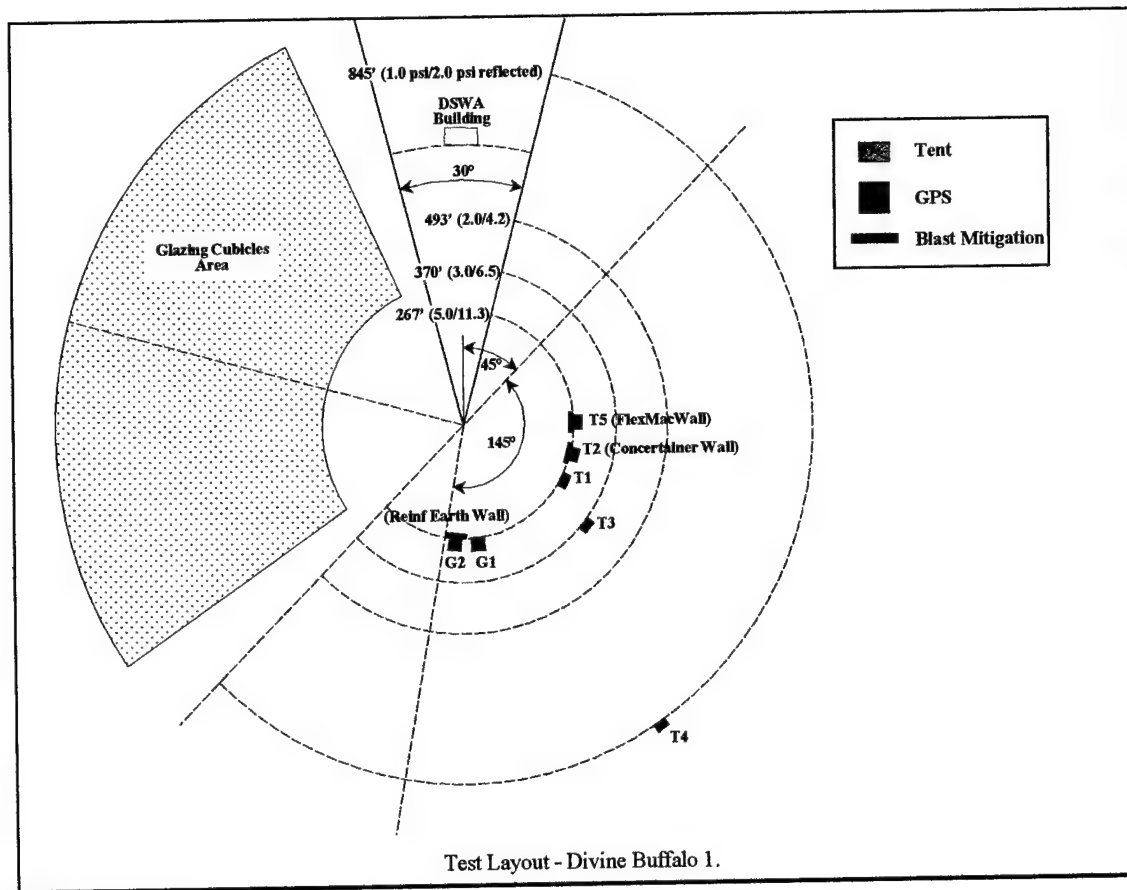 845' (1.0 psi/2.0 psi reflected)
DSWA
Building
30°
493' (2.0/4.2)
370' (3.0/6.5)
267' (5.0/11.3)
45°
145°
Glazing Cubicles
Area
Tent
GPS
Blast Mitigation
T5 (FlexMacWall)
T2 (Concertainer Wall)
T1
T3
(Reinf Earth Wall)
G2
G1
T4
Test Layout - Divine Buffalo 1.